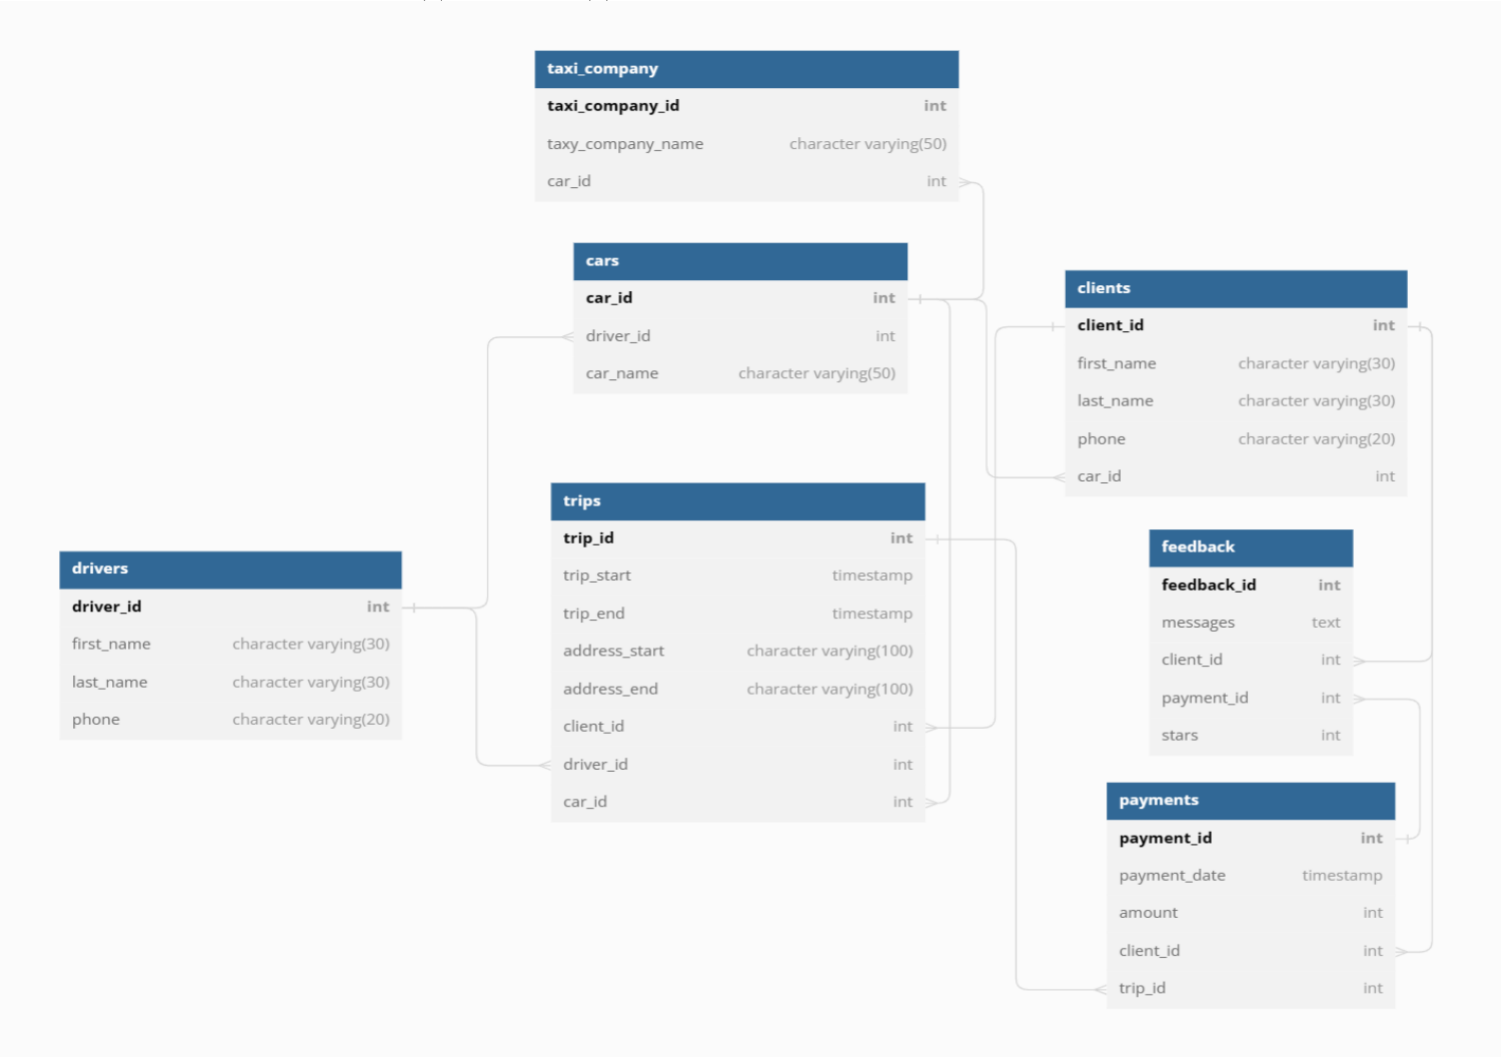 taxi_company
taxi_company_id int
taxy_company_name character varying(50)
car_id int
cars
car_id int
driver_id int
car_name character varying(50)
clients
client_id int
first_name character varying(30)
last_name character varying(30)
phone character varying(20)
car_id int
trips
trip_id int
trip_start timestamp
trip_end timestamp
address_start character varying(100)
address_end character varying(100)
client_id int
driver_id int
car_id int
drivers
driver_id int
first_name character varying(30)
last_name character varying(30)
phone character varying(20)
feedback
feedback_id int
messages text
client_id int
payment_id int
stars int
payments
payment_id int
payment_date timestamp
amount int
client_id int
trip_id int